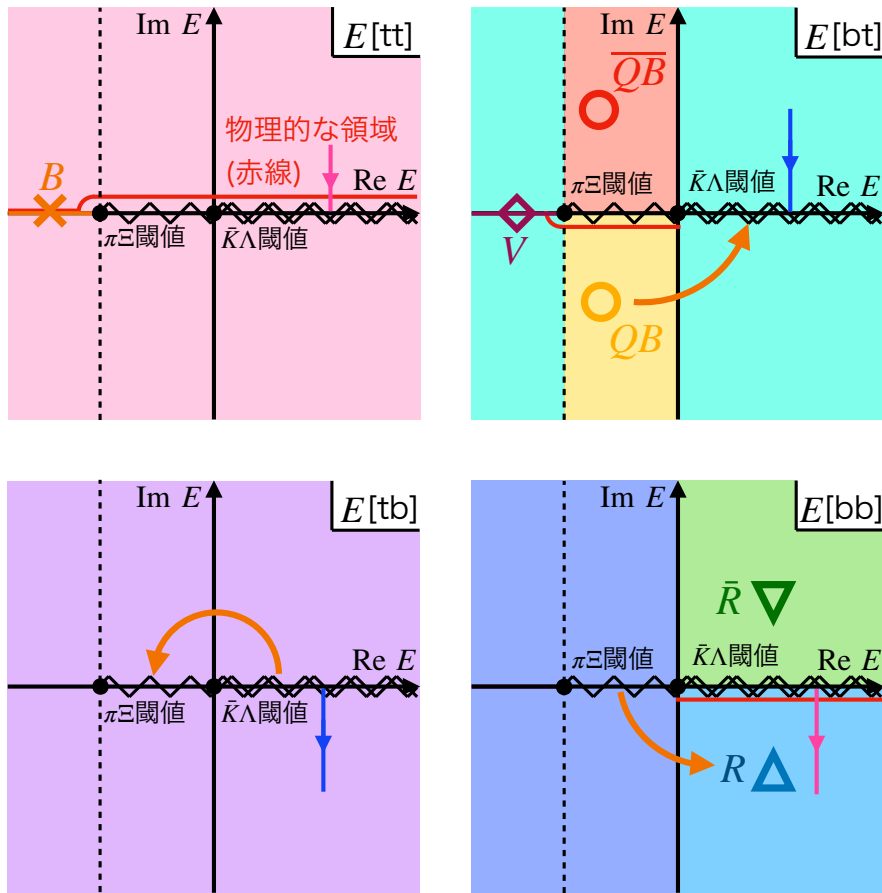 Im E
E[tt]
物理的な領域
(赤線)
B
Re E
πΞ閾値
K̄Λ閾値
Im E
E[bt]
\overline{QB}
πΞ閾値
K̄Λ閾値
Re E
V
QB
Im E
E[tb]
Re E
πΞ閾値
K̄Λ閾値
Im E
E[bb]
R̄
πΞ閾値
K̄Λ閾値
Re E
R